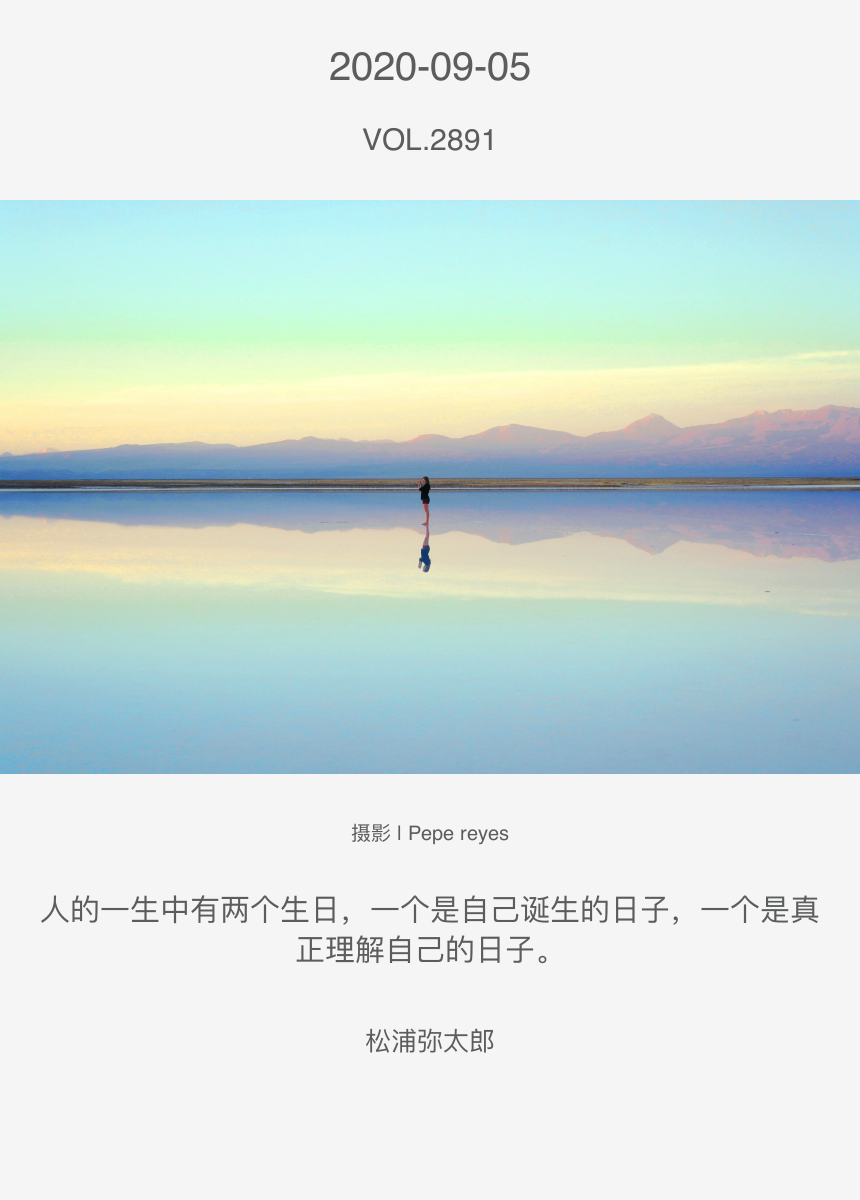 2020-09-05
VOL.2891
摄影 l Pepe reyes
人的一生中有两个生日，一个是自己诞生的日子，一个是真
正理解自己的日子。
松浦弥太郎